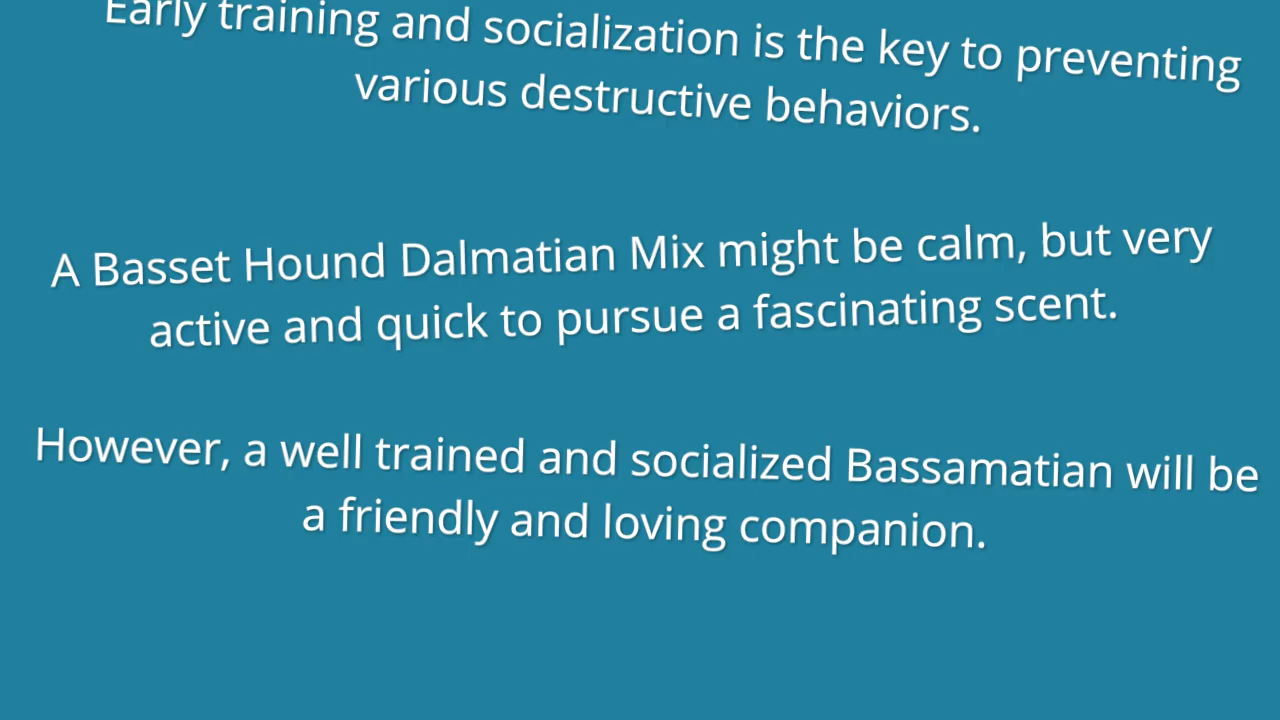 Early training and socialization is the key to preventing
various destructive behaviors.
A Basset Hound Dalmatian Mix might be calm, but very
active and quick to pursue a fascinating scent.
However, a well trained and socialized Bassamatian will be
a friendly and loving companion.